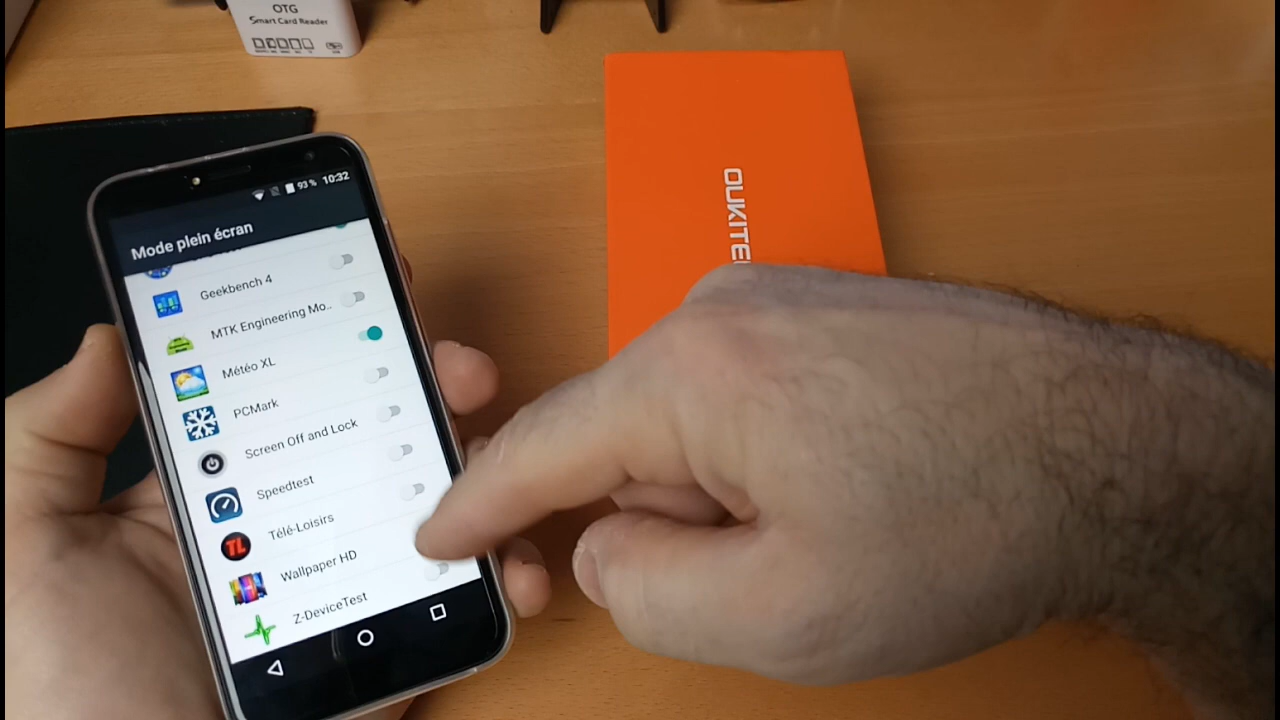 OTG
Smart Card Reader
OUKITE
93 % 10:32
Mode plein écran
Geekbench 4
MTK Engineering Mo..
Météo XL
PCMark
Screen Off and Lock
Speedtest
TL
Télé-Loisirs
Wallpaper HD
Z-DeviceTest